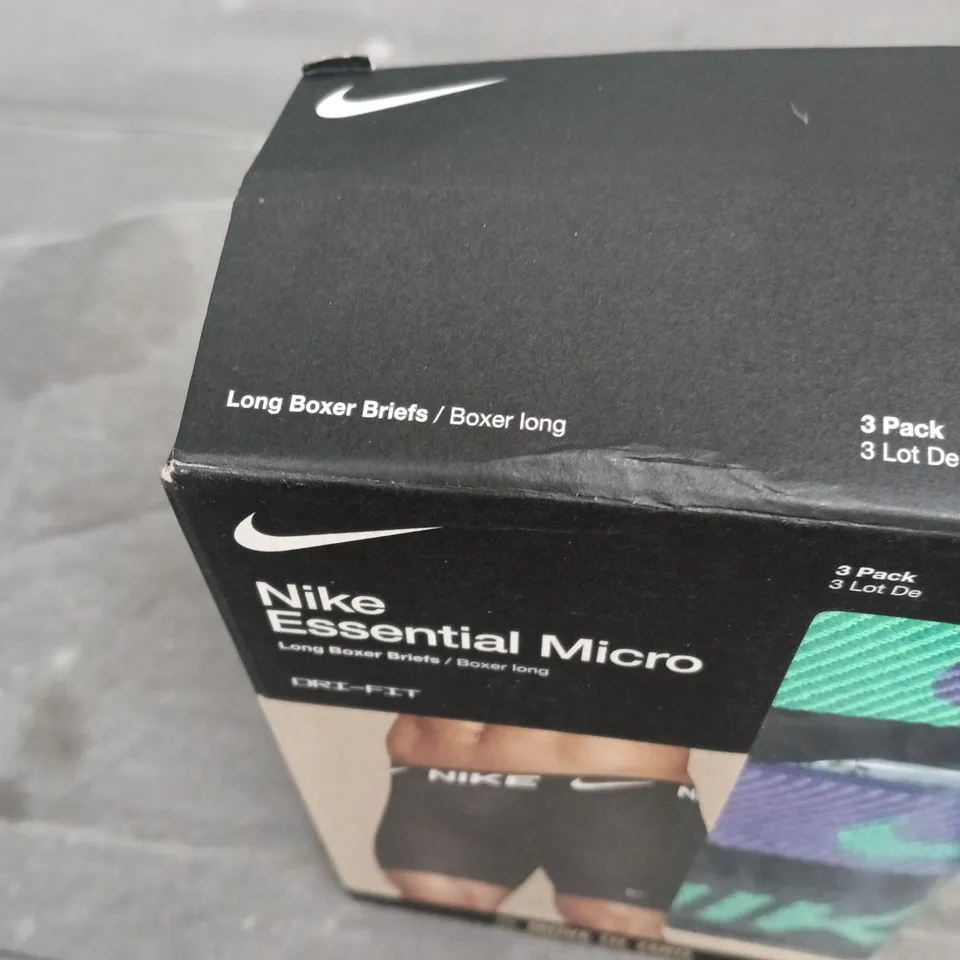 Long Boxer Briefs / Boxer long
3 Pack
3 Lot De
Nike
Essential Micro
Long Boxer Briefs / Boxer long
DRI-FIT
3 Pack
3 Lot De
NIKE
N